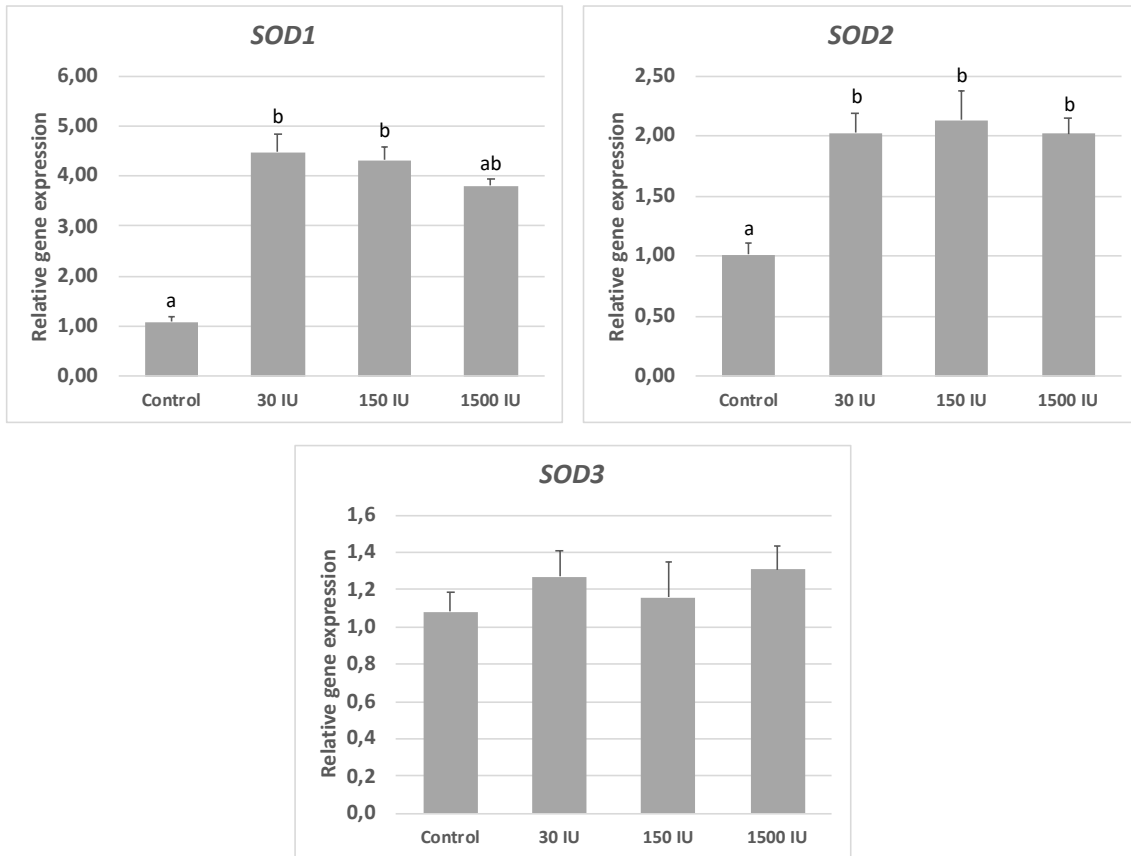 SOD1
Relative gene expression
6,00
5,00
4,00
3,00
2,00
1,00
0,00
a
b
b
ab
Control 30 IU 150 IU 1500 IU
SOD2
Relative gene expression
2,50
2,00
1,50
1,00
0,50
0,00
a
b
b
b
Control 30 IU 150 IU 1500 IU
SOD3
Relative gene expression
1,6
1,4
1,2
1,0
0,8
0,6
0,4
0,2
0,0
Control 30 IU 150 IU 1500 IU